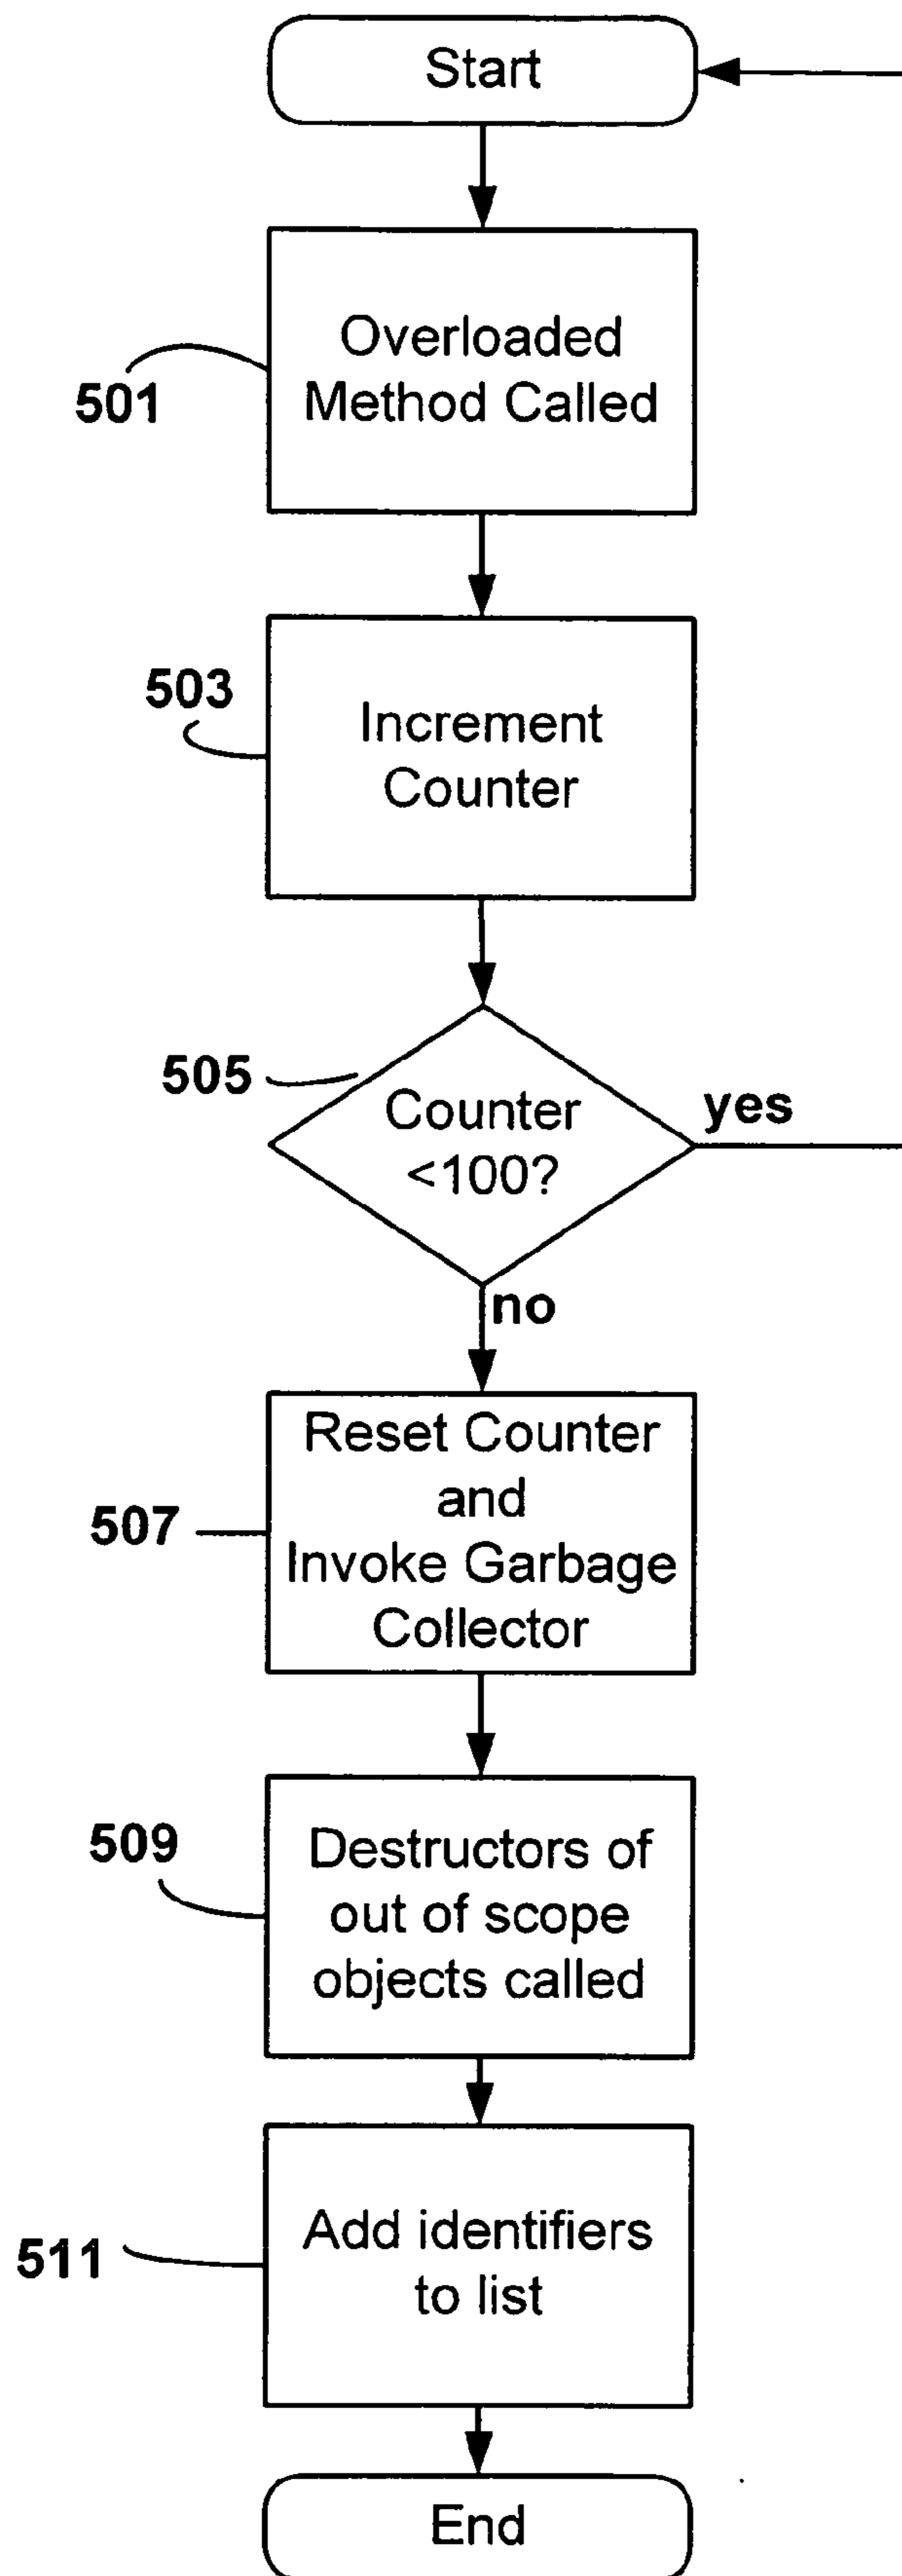 Start
Overloaded
Method Called
501
503
Increment
Counter
505
Counter
<100?
yes
no
Reset Counter
and
Invoke Garbage
Collector
507
509
Destructors of
out of scope
objects called
511
Add identifiers
to list
End